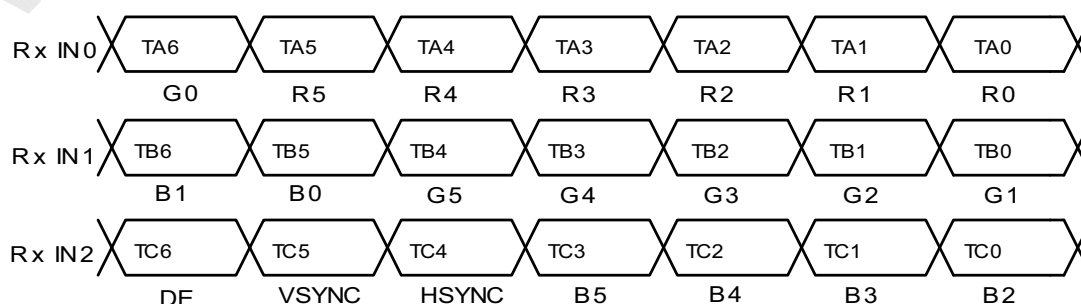 Rx IN0 TA6 TA5 TA4 TA3 TA2 TA1 TA0
G0 R5 R4 R3 R2 R1 R0
Rx IN1 TB6 TB5 TB4 TB3 TB2 TB1 TB0
B1 B0 G5 G4 G3 G2 G1
Rx IN2 TC6 TC5 TC4 TC3 TC2 TC1 TC0
DE VSYNC HSYNC B5 B4 B3 B2